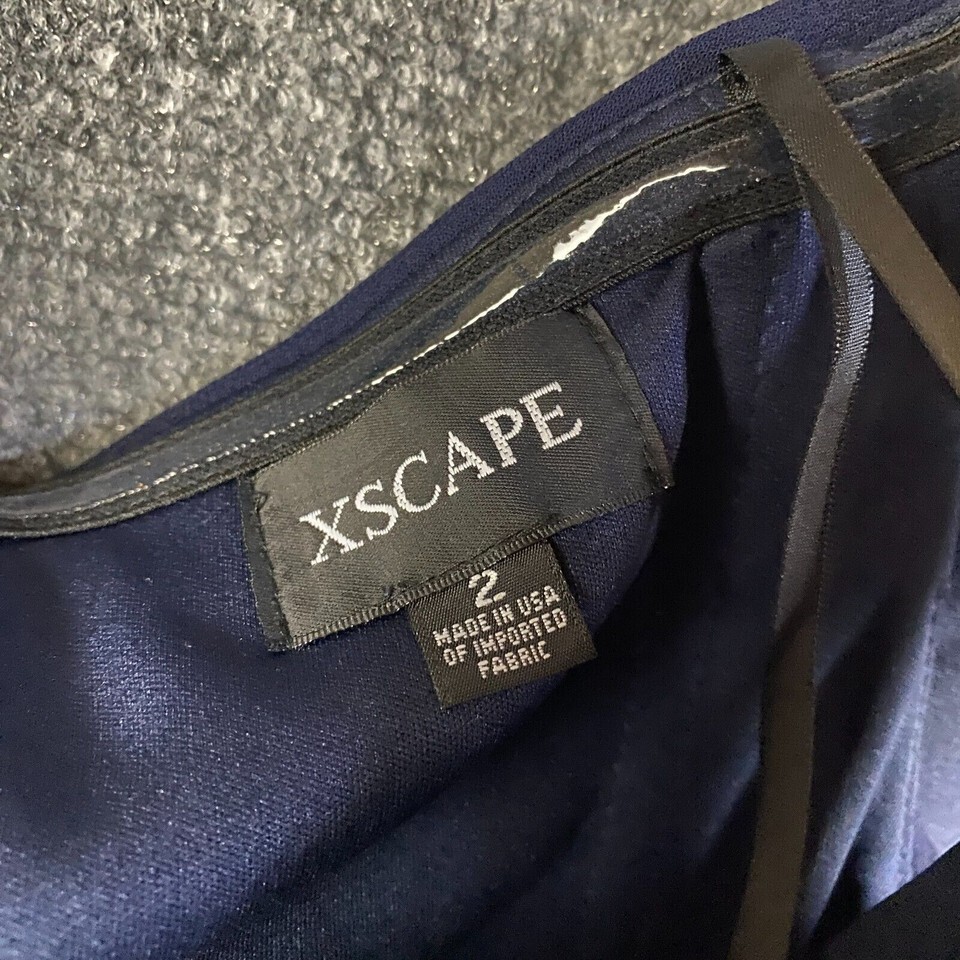 XSCAPE
2
MADE IN USA
OF IMPORTED
FABRIC